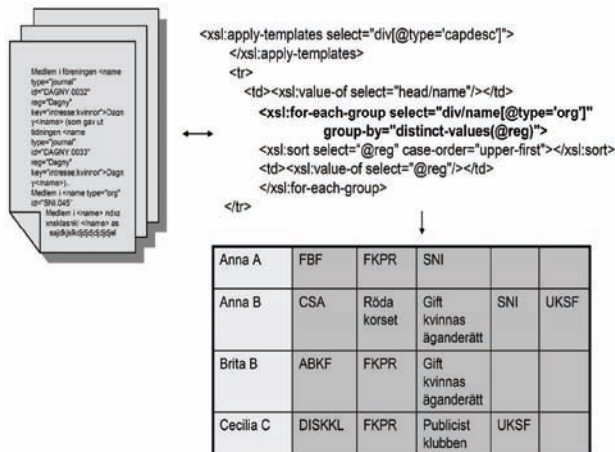 Medlem i föreningen <name
type="journal"
id="DAGNY.0032"
reg="Dagny"
key="intresse:kvinnor">Dagn
y</name> (som gav ut
tidningen <name
type="journal"
id="DAGNY.0033"
reg="Dagny"
key="intresse:kvinnor">Dagn
y</name>)..
Medlem i <name type="org"
id="SNI.045"
Medlem i <name> ndxz
xnsklasnkl </name> as
<xsl:apply-templates select="div[@type='capdesc']">
</xsl:apply-templates>
<tr>
<td><xsl:value-of select="head/name"/></td>
<xsl:for-each-group select="div/name[@type='org']"
group-by="distinct-values(@reg)">
<xsl:sort select="@reg" case-order="upper-first"></xsl:sort>
<td><xsl:value-of select="@reg"/></td>
</xsl:for-each-group>
</tr>
Anna A FBF FKPR SNI
Anna B CSA Röda korset Gift kvinnas äganderätt SNI UKSF
Brita B ABKF FKPR Gift kvinnas äganderätt
Cecilia C DISKKL FKPR Publicist klubben UKSF